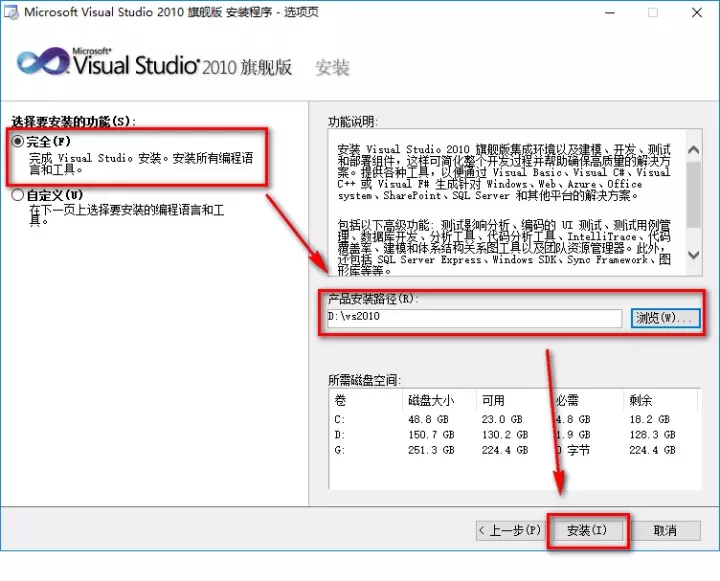 Microsoft Visual Studio 2010 旗舰版 安装程序 - 选项页
Microsoft®
Visual Studio® 2010 旗舰版 安装
选择要安装的功能(S):
完全(F)
完成 Visual Studio 安装。安装所有编程语
言和工具。
自定义(U)
在下一页上选择要安装的编程语言和工
具。
功能说明:
安装 Visual Studio 2010 旗舰版集成环境以及建模、开发、测试
和部署组件，这样可简化整个开发过程并帮助确保高质量的解决方
案。提供各种工具，以便通过 Visual Basic、Visual C#、Visual
C++ 或 Visual F# 生成针对 Windows、Web、Azure、Office
system、SharePoint、SQL Server 和其他平台的解决方案。
包括以下高级功能: 测试影响分析、编码的 UI 测试、测试用例管
理、数据库开发、分析工具、代码分析工具、IntelliTrace、代码
覆盖率、建模和体系结构关系图工具以及团队资源管理器。此外，
还包括 SQL Server Express、Windows SDK、Sync Framework、图
形库等等。
产品安装路径(R):
D:\vs2010
浏览(W)...
所需磁盘空间:
卷 磁盘大小 可用 必需 剩余
C: 48.8 GB 23.0 GB 4.8 GB 18.2 GB
D: 150.7 GB 130.2 GB 1.9 GB 128.3 GB
G: 251.3 GB 224.4 GB 0 字节 224.4 GB
< 上一步(P) 安装(I) 取消